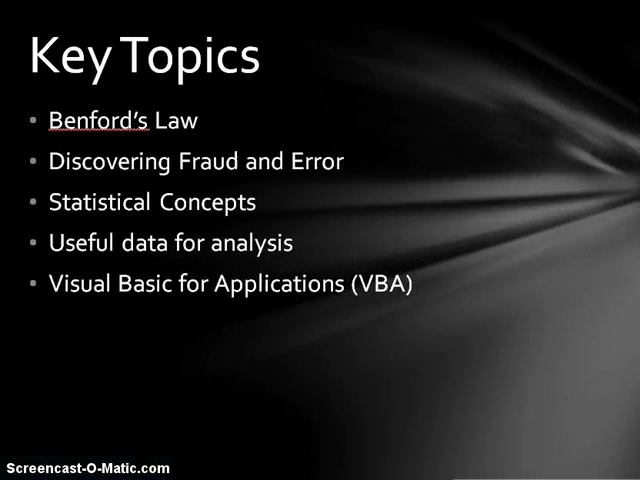 Key Topics
• Benford's Law
• Discovering Fraud and Error
• Statistical Concepts
• Useful data for analysis
• Visual Basic for Applications (VBA)
Screencast-O-Matic.com